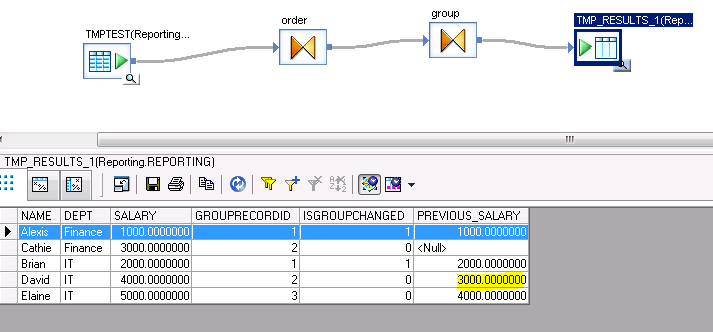 order
group
TMPTEST(Reporting....
TMP_RESULTS_1(Rep...
TMP_RESULTS_1(Reporting.REPORTING)
NAME DEPT SALARY GROUPRECORDID ISGROUPCHANGED PREVIOUS_SALARY
Alexis Finance 1000.0000000 1 1 1000.0000000
Cathie Finance 3000.0000000 2 0 <Null>
Brian IT 2000.0000000 1 1 2000.0000000
David IT 4000.0000000 2 0 3000.0000000
Elaine IT 5000.0000000 3 0 4000.0000000